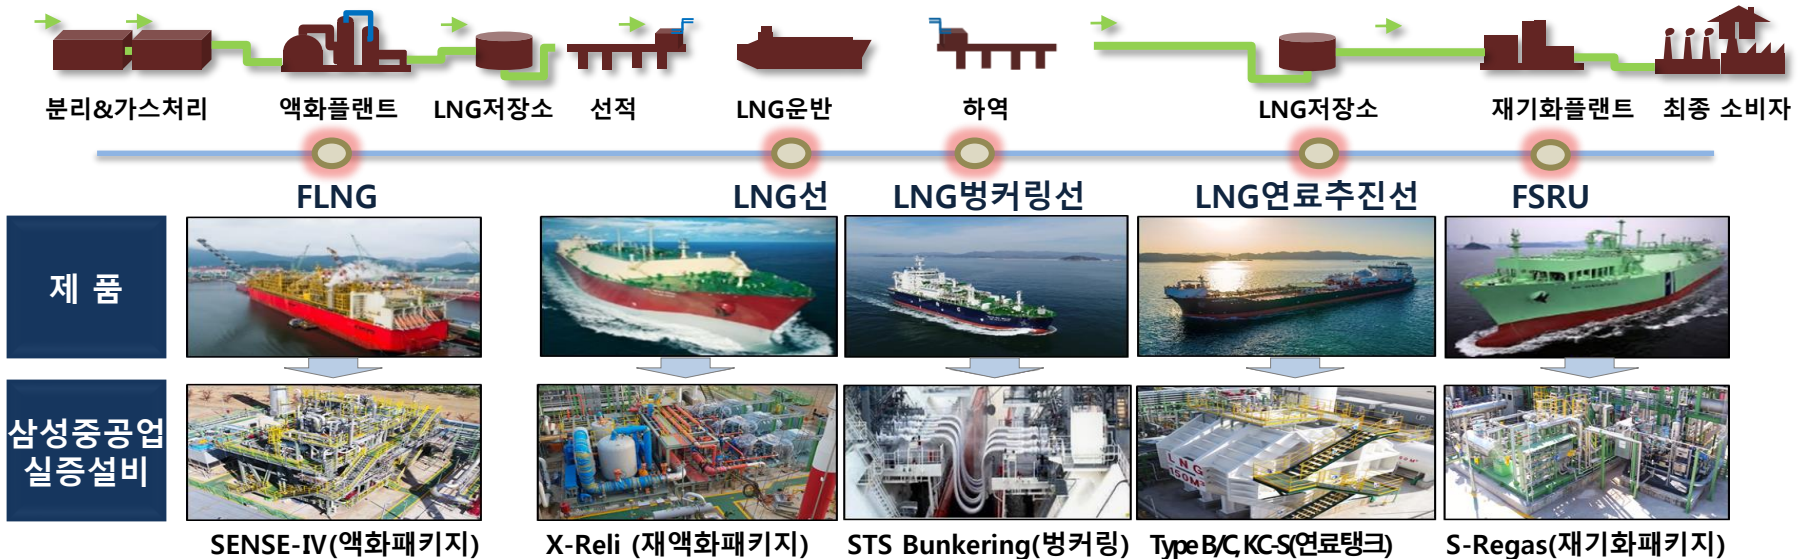 분리&가스처리
액화플랜트
LNG저장소
선적
LNG운반
하역
LNG저장소
재기화플랜트
최종 소비자
FLNG
LNG선
LNG벙커링선
LNG연료추진선
FSRU
제 품
삼성중공업
실증설비
LNG
150M³
SENSE-IV(액화패키지)
X-Reli (재액화패키지)
STS Bunkering(벙커링)
Type B/C, KC-S(연료탱크)
S-Regas(재기화패키지)